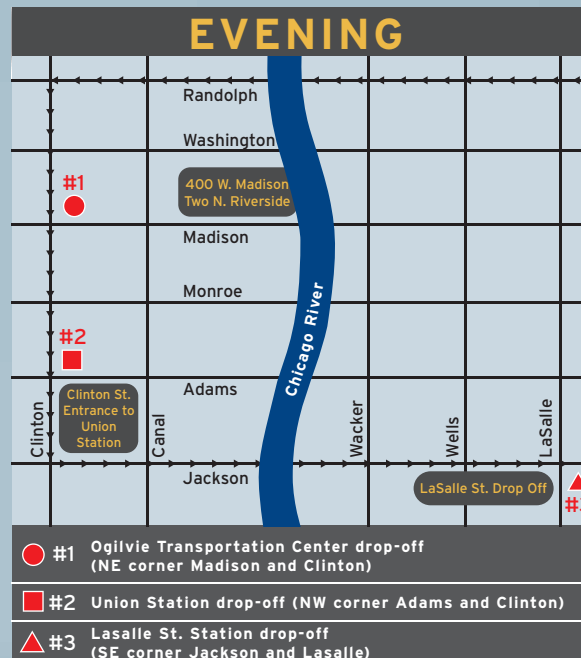 EVENING
Randolph
Washington
#1
400 W. Madison
Two N. Riverside
Madison
Monroe
Chicago River
#2
Adams
Clinton St.
Entrance to
Union
Station
Clinton
Canal
Wacker
Wells
LaSalle
Jackson
LaSalle St. Drop Off
#3
#1 Ogilvie Transportation Center drop-off
(NE corner Madison and Clinton)
#2 Union Station drop-off (NW corner Adams and Clinton)
#3 Lasalle St. Station drop-off
(SE corner Jackson and Lasalle)